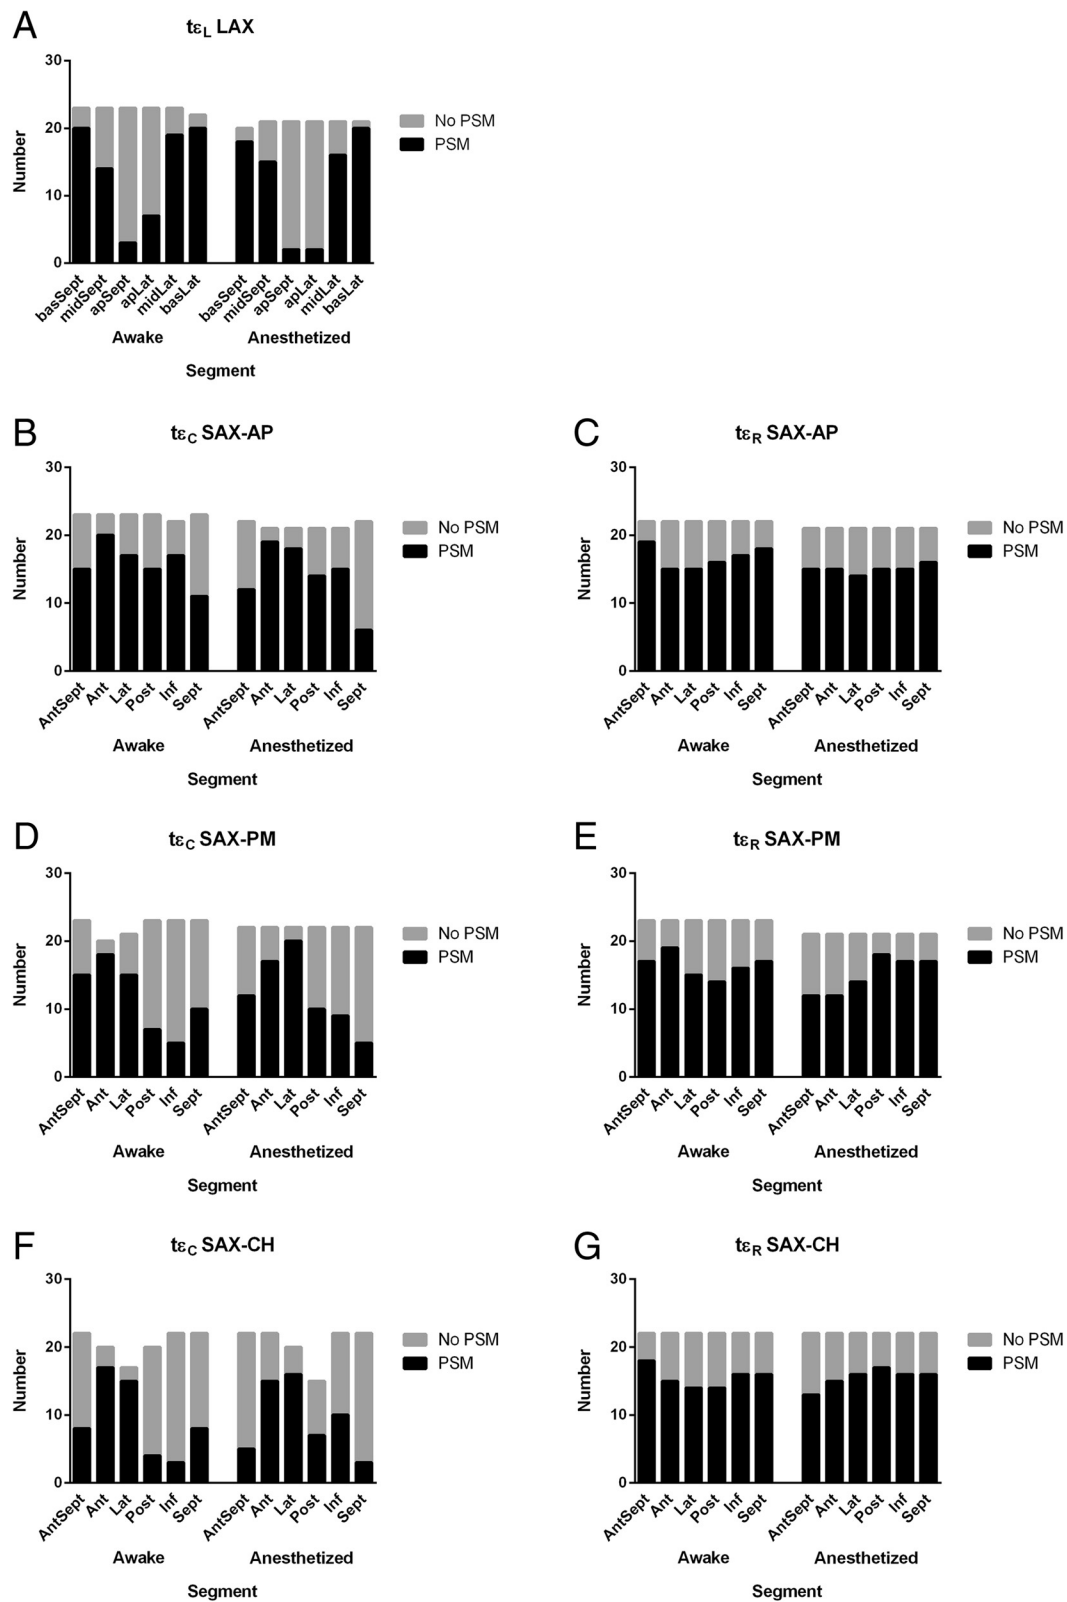 A
tεL LAX
30
20
10
0
Number
No PSM
PSM
basSept midSept apSept apLat midLat basLat basSept midSept apSept apLat midLat basLat
Awake Anesthetized
Segment
B
tεC SAX-AP
30
20
10
0
Number
No PSM
PSM
AntSept Ant Lat Post Inf Sept AntSept Ant Lat Post Inf Sept
Awake Anesthetized
Segment
C
tεR SAX-AP
30
20
10
0
Number
No PSM
PSM
AntSept Ant Lat Post Inf Sept AntSept Ant Lat Post Inf Sept
Awake Anesthetized
Segment
D
tεC SAX-PM
30
20
10
0
Number
No PSM
PSM
AntSept Ant Lat Post Inf Sept AntSept Ant Lat Post Inf Sept
Awake Anesthetized
Segment
E
tεR SAX-PM
30
20
10
0
Number
No PSM
PSM
AntSept Ant Lat Post Inf Sept AntSept Ant Lat Post Inf Sept
Awake Anesthetized
Segment
F
tεC SAX-CH
30
20
10
0
Number
No PSM
PSM
AntSept Ant Lat Post Inf Sept AntSept Ant Lat Post Inf Sept
Awake Anesthetized
Segment
G
tεR SAX-CH
30
20
10
0
Number
No PSM
PSM
AntSept Ant Lat Post Inf Sept AntSept Ant Lat Post Inf Sept
Awake Anesthetized
Segment